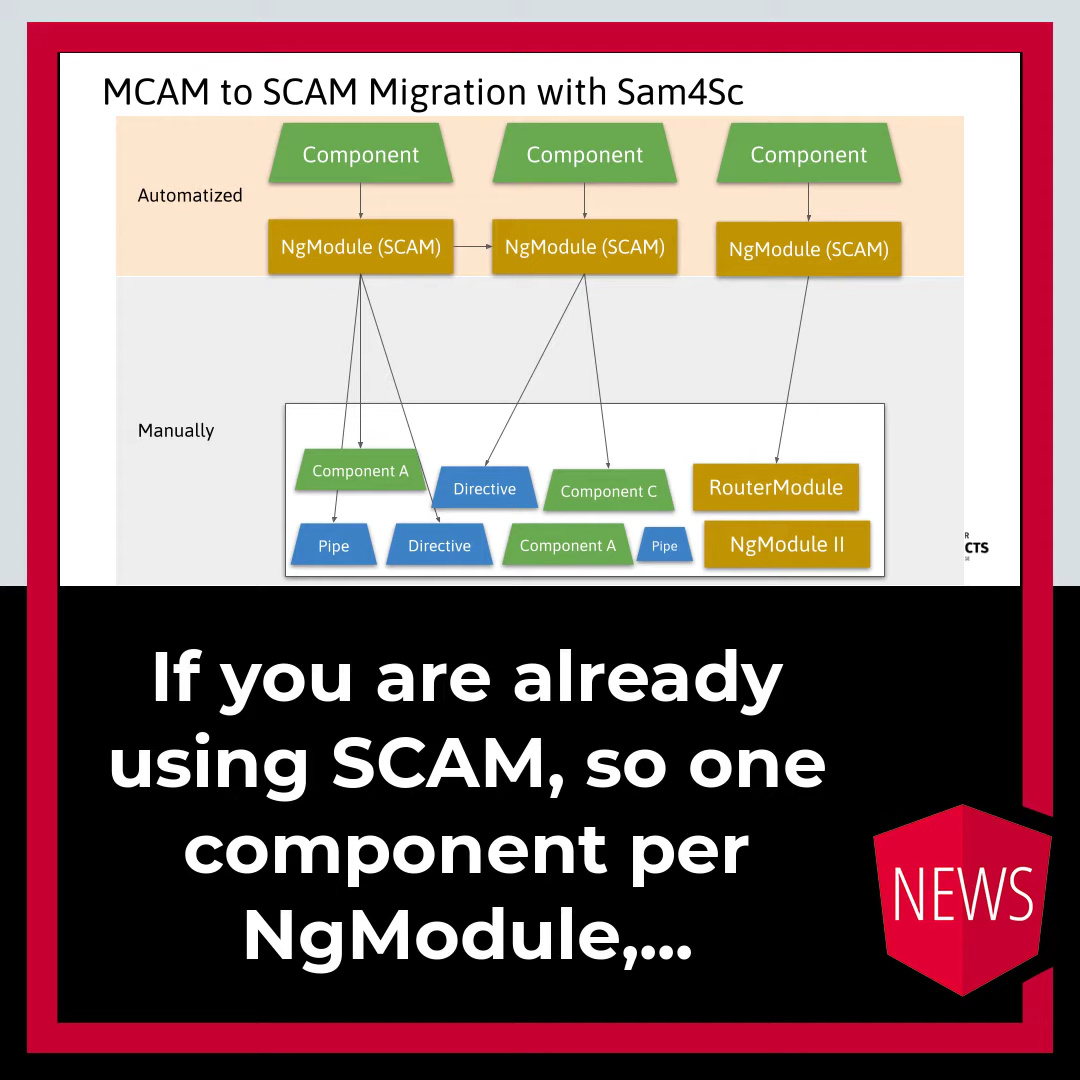 MCAM to SCAM Migration with Sam4Sc
Component
Component
Component
Automatized
NgModule (SCAM)
NgModule (SCAM)
NgModule (SCAM)
Manually
Component A
Directive
Component C
RouterModule
Pipe
Directive
Component A
Pipe
NgModule II
R
CTS
If you are already
using SCAM, so one
component per
NgModule,...
NEWS